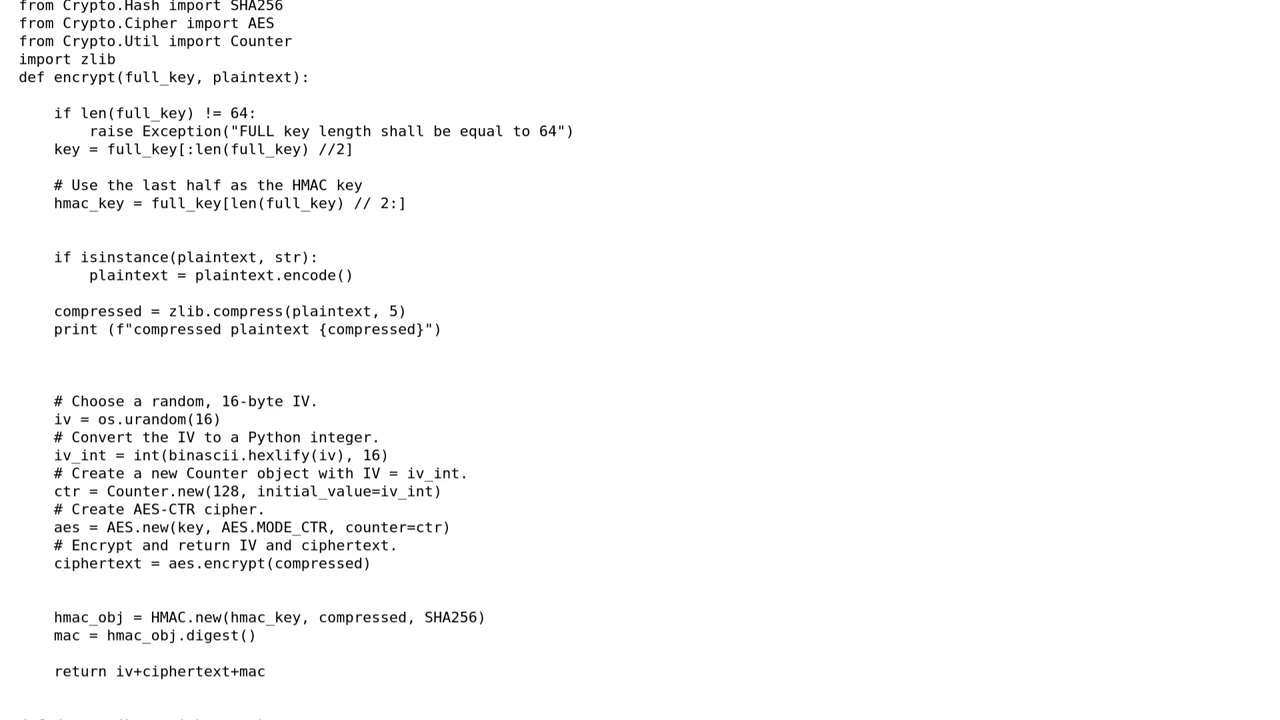 from Crypto.Hash import SHA256
from Crypto.Cipher import AES
from Crypto.Util import Counter
import zlib
def encrypt(full_key, plaintext):
    if len(full_key) != 64:
        raise Exception("FULL key length shall be equal to 64")
    key = full_key[:len(full_key) //2]
    # Use the last half as the HMAC key
    hmac_key = full_key[len(full_key) // 2:]
    if isinstance(plaintext, str):
        plaintext = plaintext.encode()
    compressed = zlib.compress(plaintext, 5)
    print (f"compressed plaintext {compressed}")
    # Choose a random, 16-byte IV.
    iv = os.urandom(16)
    # Convert the IV to a Python integer.
    iv_int = int(binascii.hexlify(iv), 16)
    # Create a new Counter object with IV = iv_int.
    ctr = Counter.new(128, initial_value=iv_int)
    # Create AES-CTR cipher.
    aes = AES.new(key, AES.MODE_CTR, counter=ctr)
    # Encrypt and return IV and ciphertext.
    ciphertext = aes.encrypt(compressed)
    hmac_obj = HMAC.new(hmac_key, compressed, SHA256)
    mac = hmac_obj.digest()
    return iv+ciphertext+mac